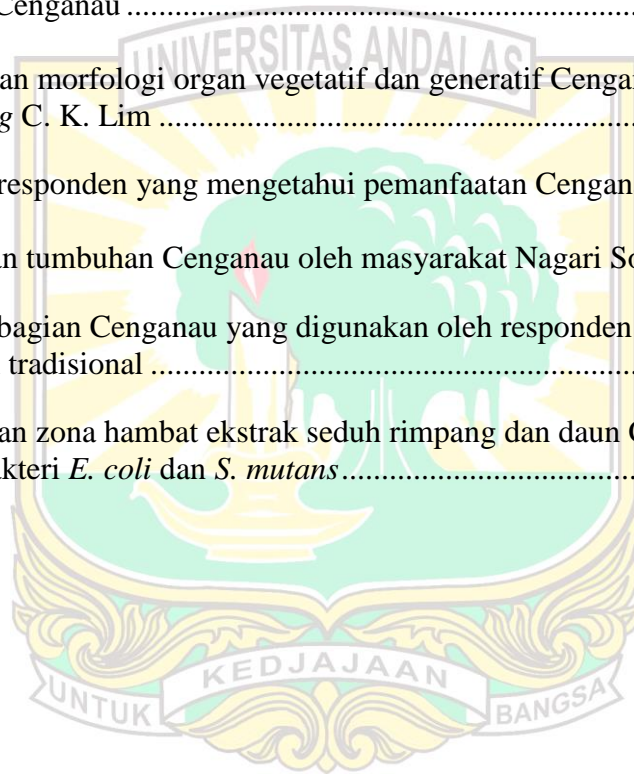 Cenganau ........................................................................
UNIVERSITAS ANDALAS
an morfologi organ vegetatif dan generatif Cengan
g C. K. Lim ...................................................................
responden yang mengetahui pemanfaatan Cengan
an tumbuhan Cenganau oleh masyarakat Nagari So
bagian Cenganau yang digunakan oleh responden
tradisional ....................................................................
an zona hambat ekstrak seduh rimpang dan daun C
akteri E. coli dan S. mutans.........................................
UNTUK KEDJAJAAN BANGSA